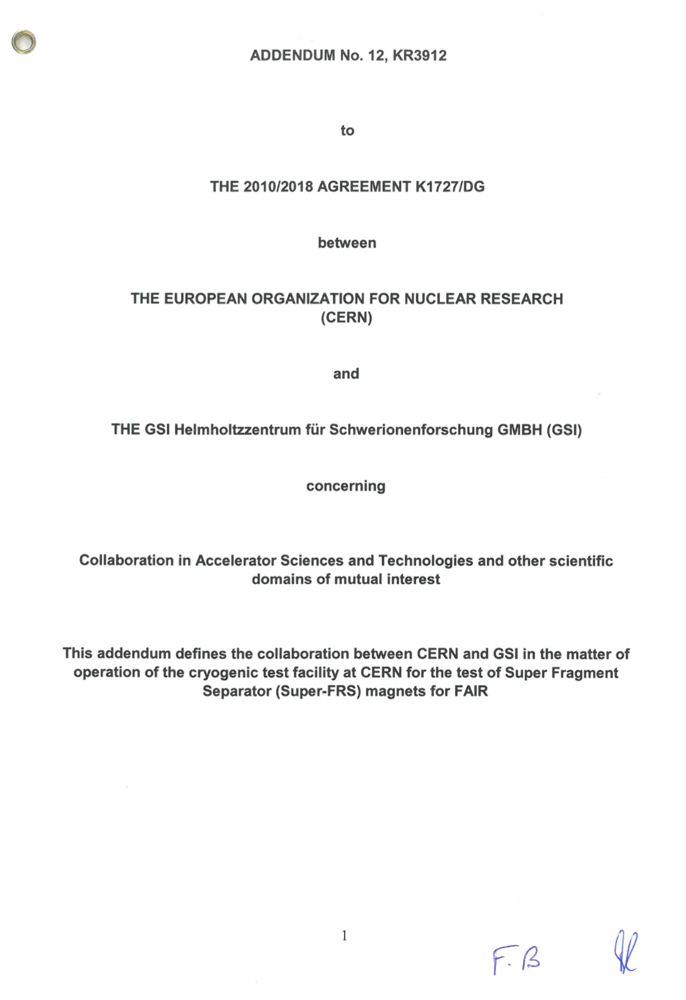 ADDENDUM No. 12, KR3912
to
THE 2010/2018 AGREEMENT K1727/DG
between
THE EUROPEAN ORGANIZATION FOR NUCLEAR RESEARCH
(CERN)
and
THE GSI Helmholtzzentrum für Schwerionenforschung GMBH (GSI)
concerning
Collaboration in Accelerator Sciences and Technologies and other scientific
domains of mutual interest
This addendum defines the collaboration between CERN and GSI in the matter of
operation of the cryogenic test facility at CERN for the test of Super Fragment
Separator (Super-FRS) magnets for FAIR
1
F. B